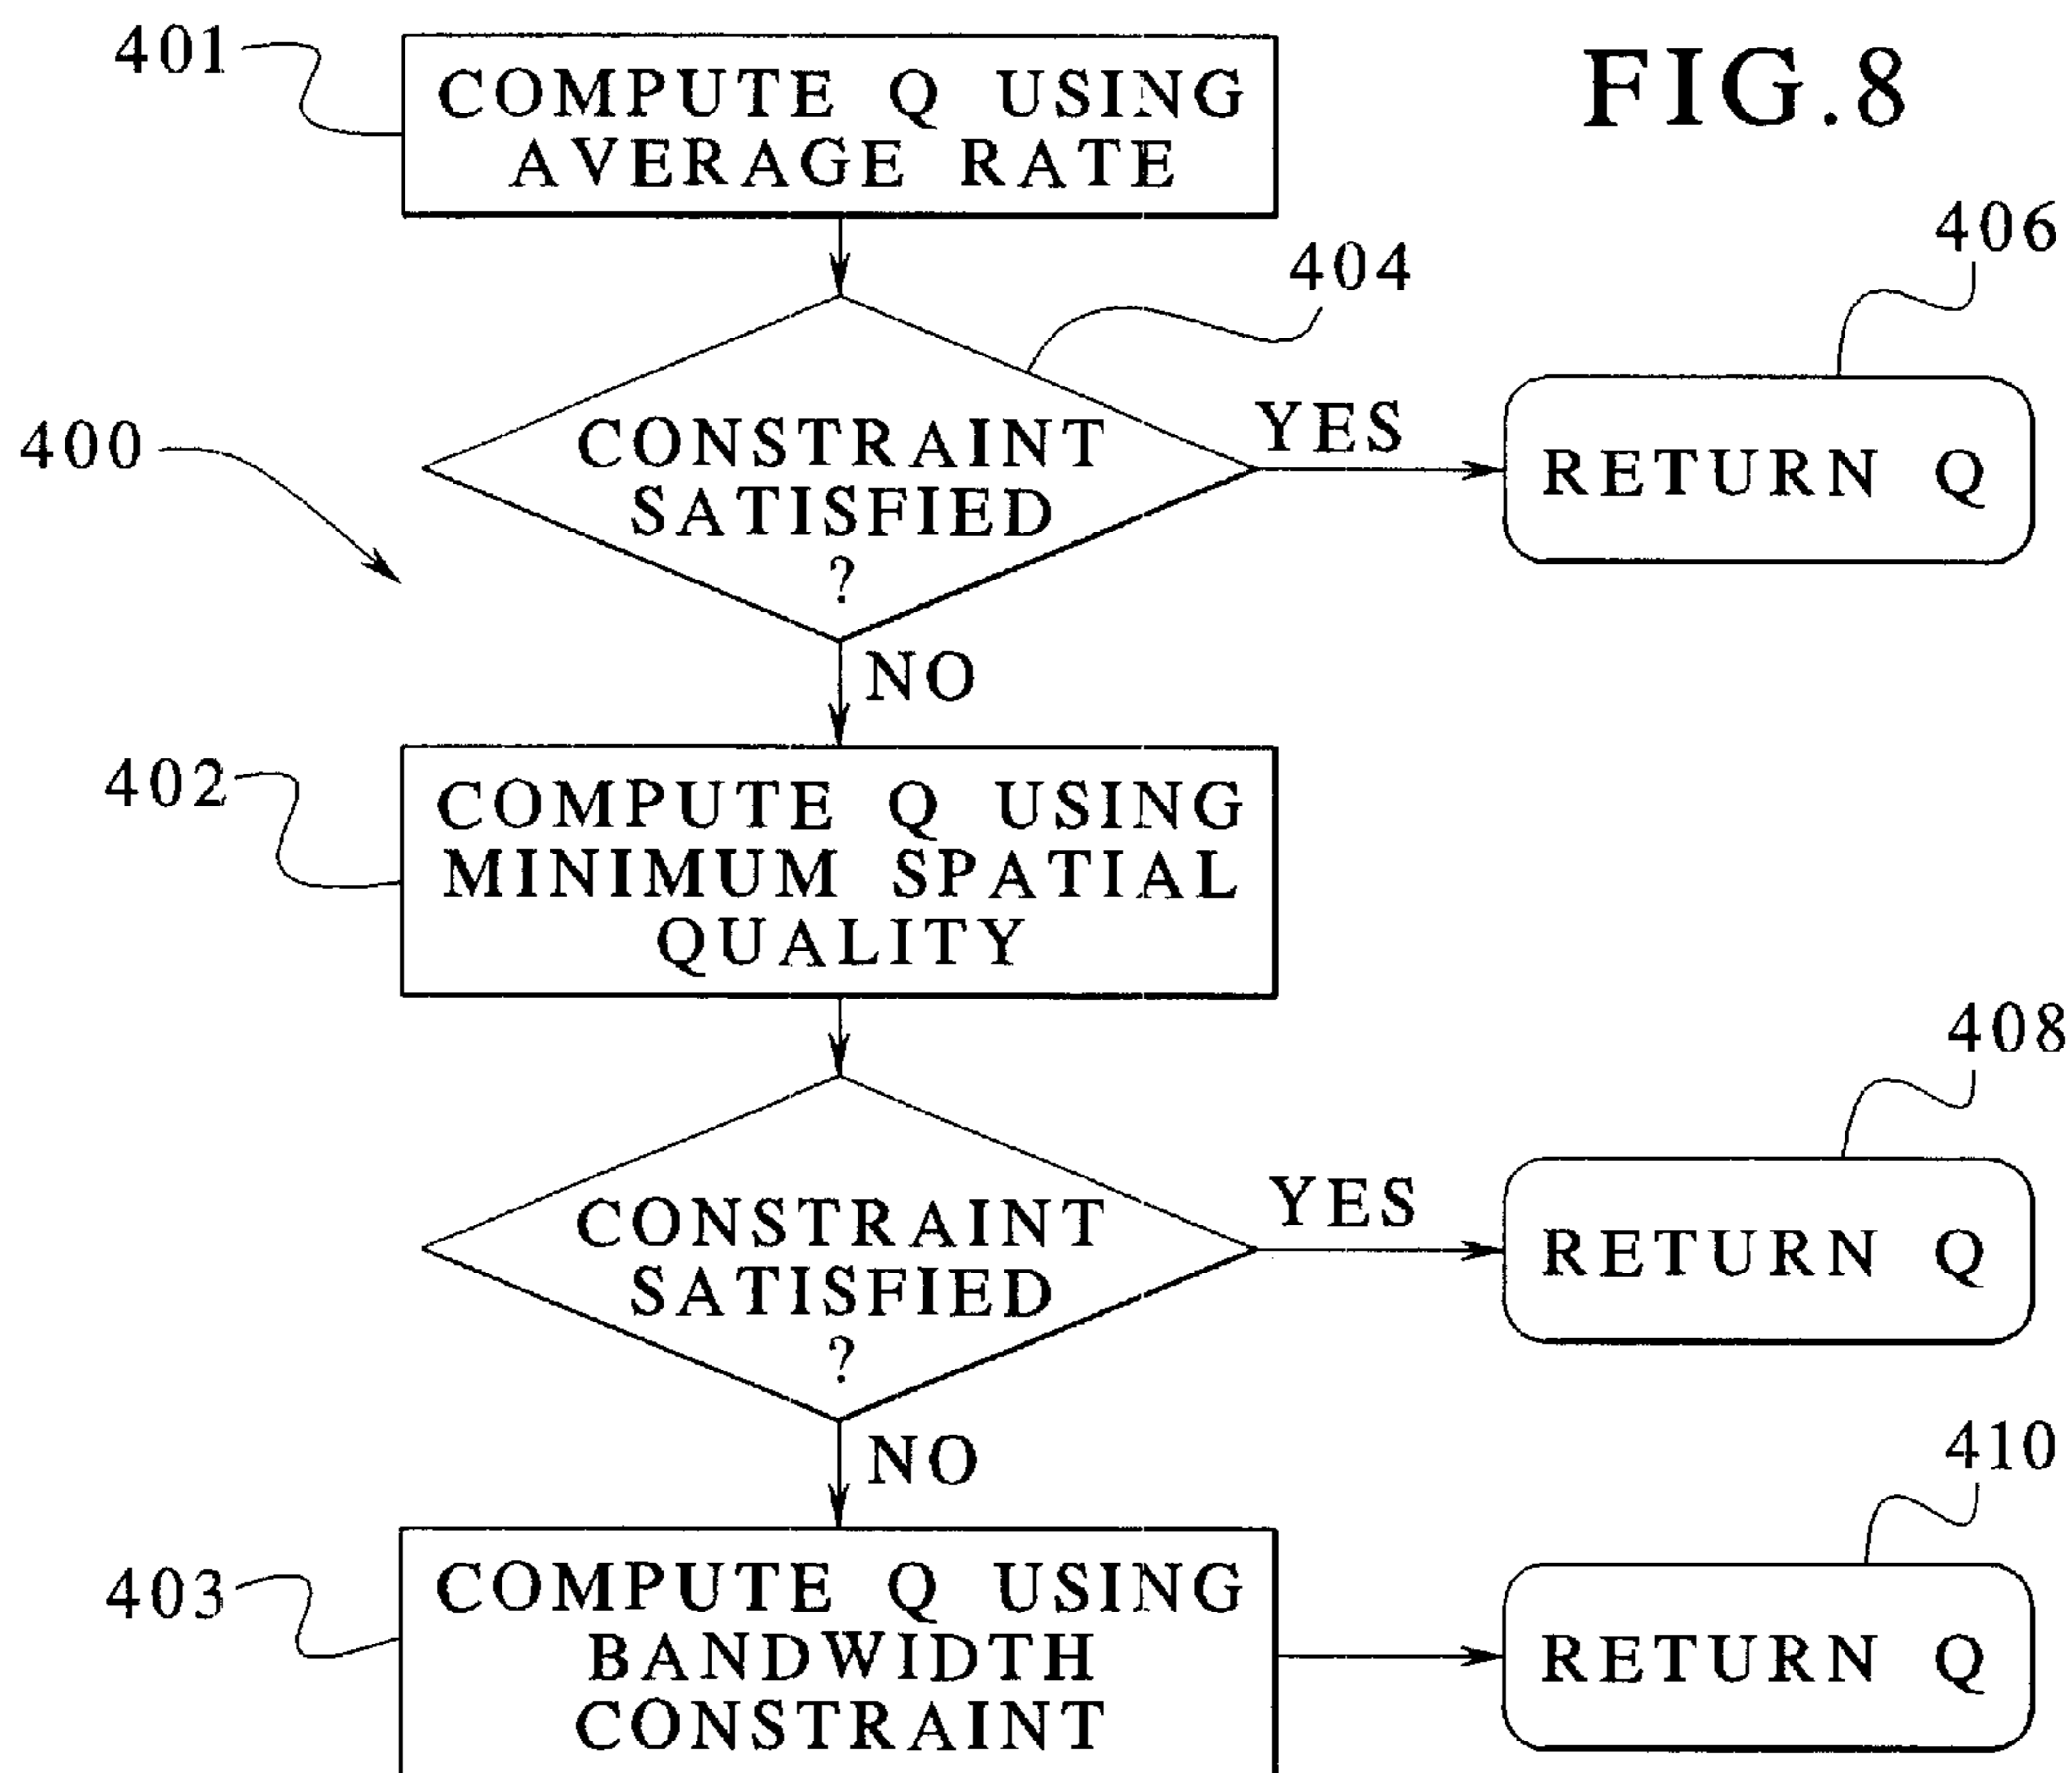 FIG.8
401
COMPUTE Q USING
AVERAGE RATE
404
406
400
CONSTRAINT
SATISFIED
?
YES
RETURN Q
NO
402
COMPUTE Q USING
MINIMUM SPATIAL
QUALITY
408
CONSTRAINT
SATISFIED
?
YES
RETURN Q
NO
410
403
COMPUTE Q USING
BANDWIDTH
CONSTRAINT
RETURN Q